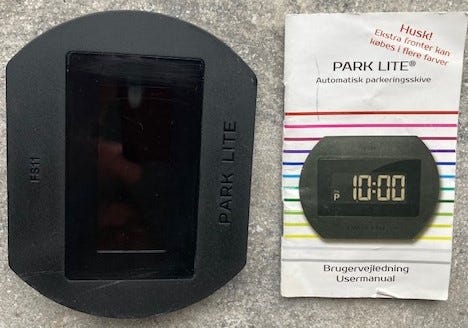 FS11
PARK LITE
Husk!
Ekstra fronter kan
købes i flere farver
PARK LITE®
Automatisk parkeringsskive
P 10:00
Brugervejledning
Usermanual